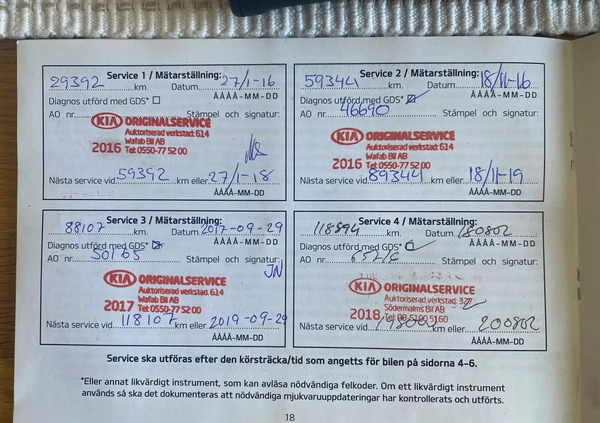 Service 1 / Mätarställning:
29392 km. Datum 27/1-16
Diagnos utförd med GDS* ÅÅÅÅ-MM-DD
AO nr. Stämpel och signatur:
KIA ORIGINALSERVICE
Auktoriserad verkstad: 614
Wafab Bil AB
2016 Tel: 0550-77 52 00
Nästa service vid 59392 km eller 27/1-18
ÅÅÅÅ-MM-DD
Service 2 / Mätarställning:
59344 km. Datum 18/11-16
Diagnos utförd med GDS* ÅÅÅÅ-MM-DD
AO nr. 46690 Stämpel och signatur:
KIA ORIGINALSERVICE
Auktoriserad verkstad: 614
Wafab Bil AB
2016 Tel: 0550-77 52 00
Nästa service vid 89344 km eller 18/11-19
ÅÅÅÅ-MM-DD
Service 3 / Mätarställning:
88107 km. Datum 2017-09-29
Diagnos utförd med GDS* ÅÅÅÅ-MM-DD
AO nr. 50165 Stämpel och signatur:
JN
KIA ORIGINALSERVICE
Auktoriserad verkstad: 614
Wafab Bil AB
2017 Tel: 0550-77 52 00
Nästa service vid 118107 km eller 2019-09-29
ÅÅÅÅ-MM-DD
Service 4 / Mätarställning:
118894 km. Datum 180802
Diagnos utförd med GDS* ÅÅÅÅ-MM-DD
AO nr. Stämpel och signatur:
KIA ORIGINALSERVICE
Auktoriserad verkstad:
Södermalms Bil AB
2018 Tel: 08-5100 5160
Nästa service vid km eller 200802
ÅÅÅÅ-MM-DD
Service ska utföras efter den körsträcka/tid som angetts för bilen på sidorna 4-6.
*Eller annat likvärdigt instrument, som kan avläsa nödvändiga felkoder. Om ett likvärdigt instrument
används så ska det dokumenteras att nödvändiga mjukvaruuppdateringar har kontrollerats och utförts.
18